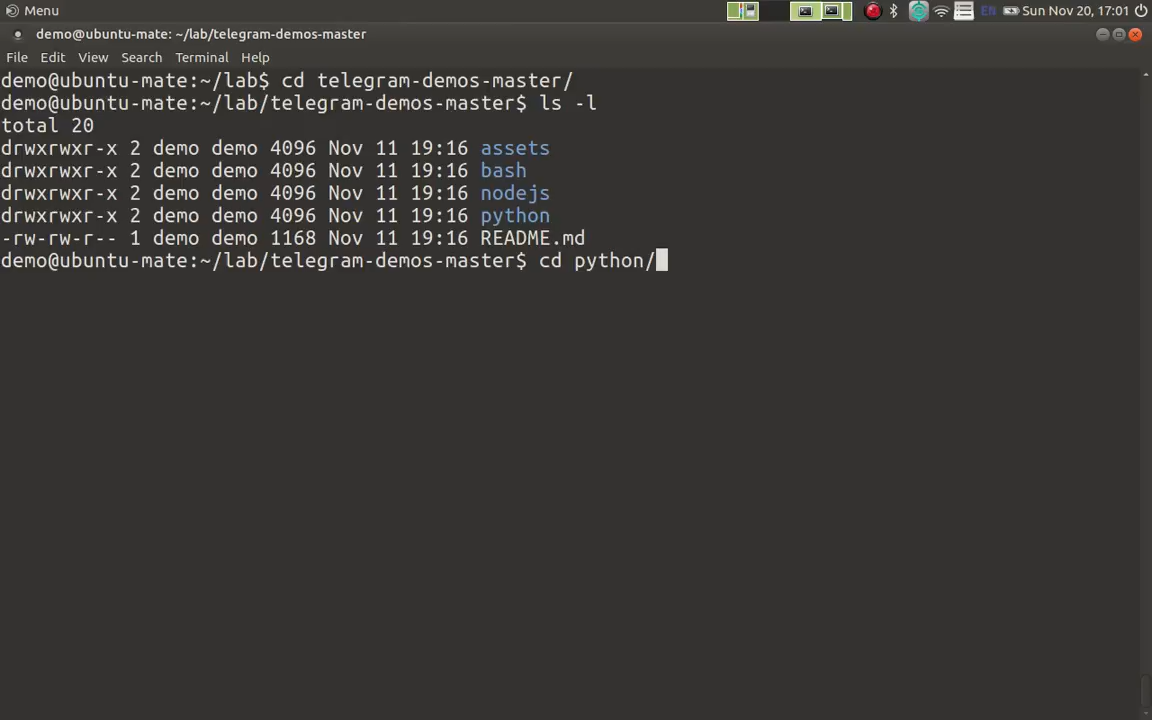 Menu
EN
Sun Nov 20, 17:01
demo@ubuntu-mate: ~/lab/telegram-demos-master
File Edit View Search Terminal Help
demo@ubuntu-mate:~/lab$ cd telegram-demos-master/
demo@ubuntu-mate:~/lab/telegram-demos-master$ ls -l
total 20
drwxrwxr-x 2 demo demo 4096 Nov 11 19:16 assets
drwxrwxr-x 2 demo demo 4096 Nov 11 19:16 bash
drwxrwxr-x 2 demo demo 4096 Nov 11 19:16 nodejs
drwxrwxr-x 2 demo demo 4096 Nov 11 19:16 python
-rw-rw-r-- 1 demo demo 1168 Nov 11 19:16 README.md
demo@ubuntu-mate:~/lab/telegram-demos-master$ cd python/